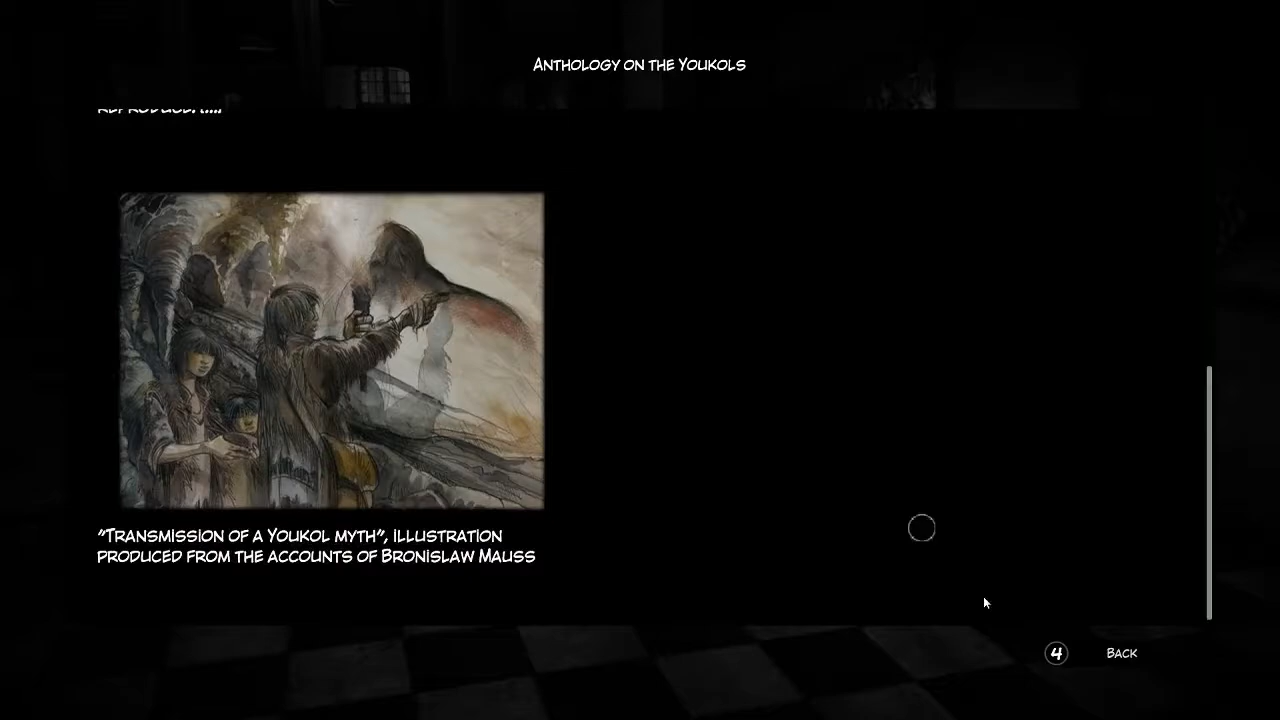 Anthology on the Youkols
"Transmission of a Youkol myth", illustration
produced from the accounts of Bronislaw Mauss
4 Back